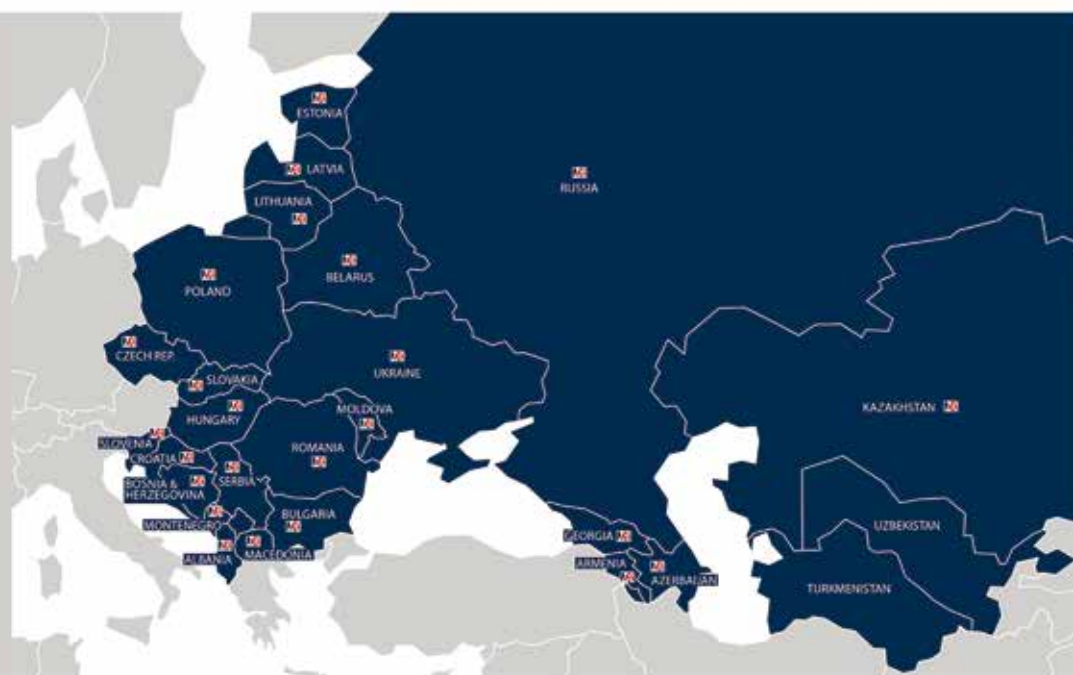 ESTONIA
LATVIA
LITHUANIA
RUSSIA
BELARUS
POLAND
CZECH REP.
SLOVAKIA
UKRAINE
HUNGARY
MOLDOVA
KAZAKHSTAN
SLOVENIA
CROATIA
ROMANIA
BOSNIA &
HERZEGOVINA
SERBIA
BULGARIA
MONTENEGRO
UZBEKISTAN
GEORGIA
ALBANIA
MACEDONIA
ARMENIA
AZERBAIJAN
TURKMENISTAN